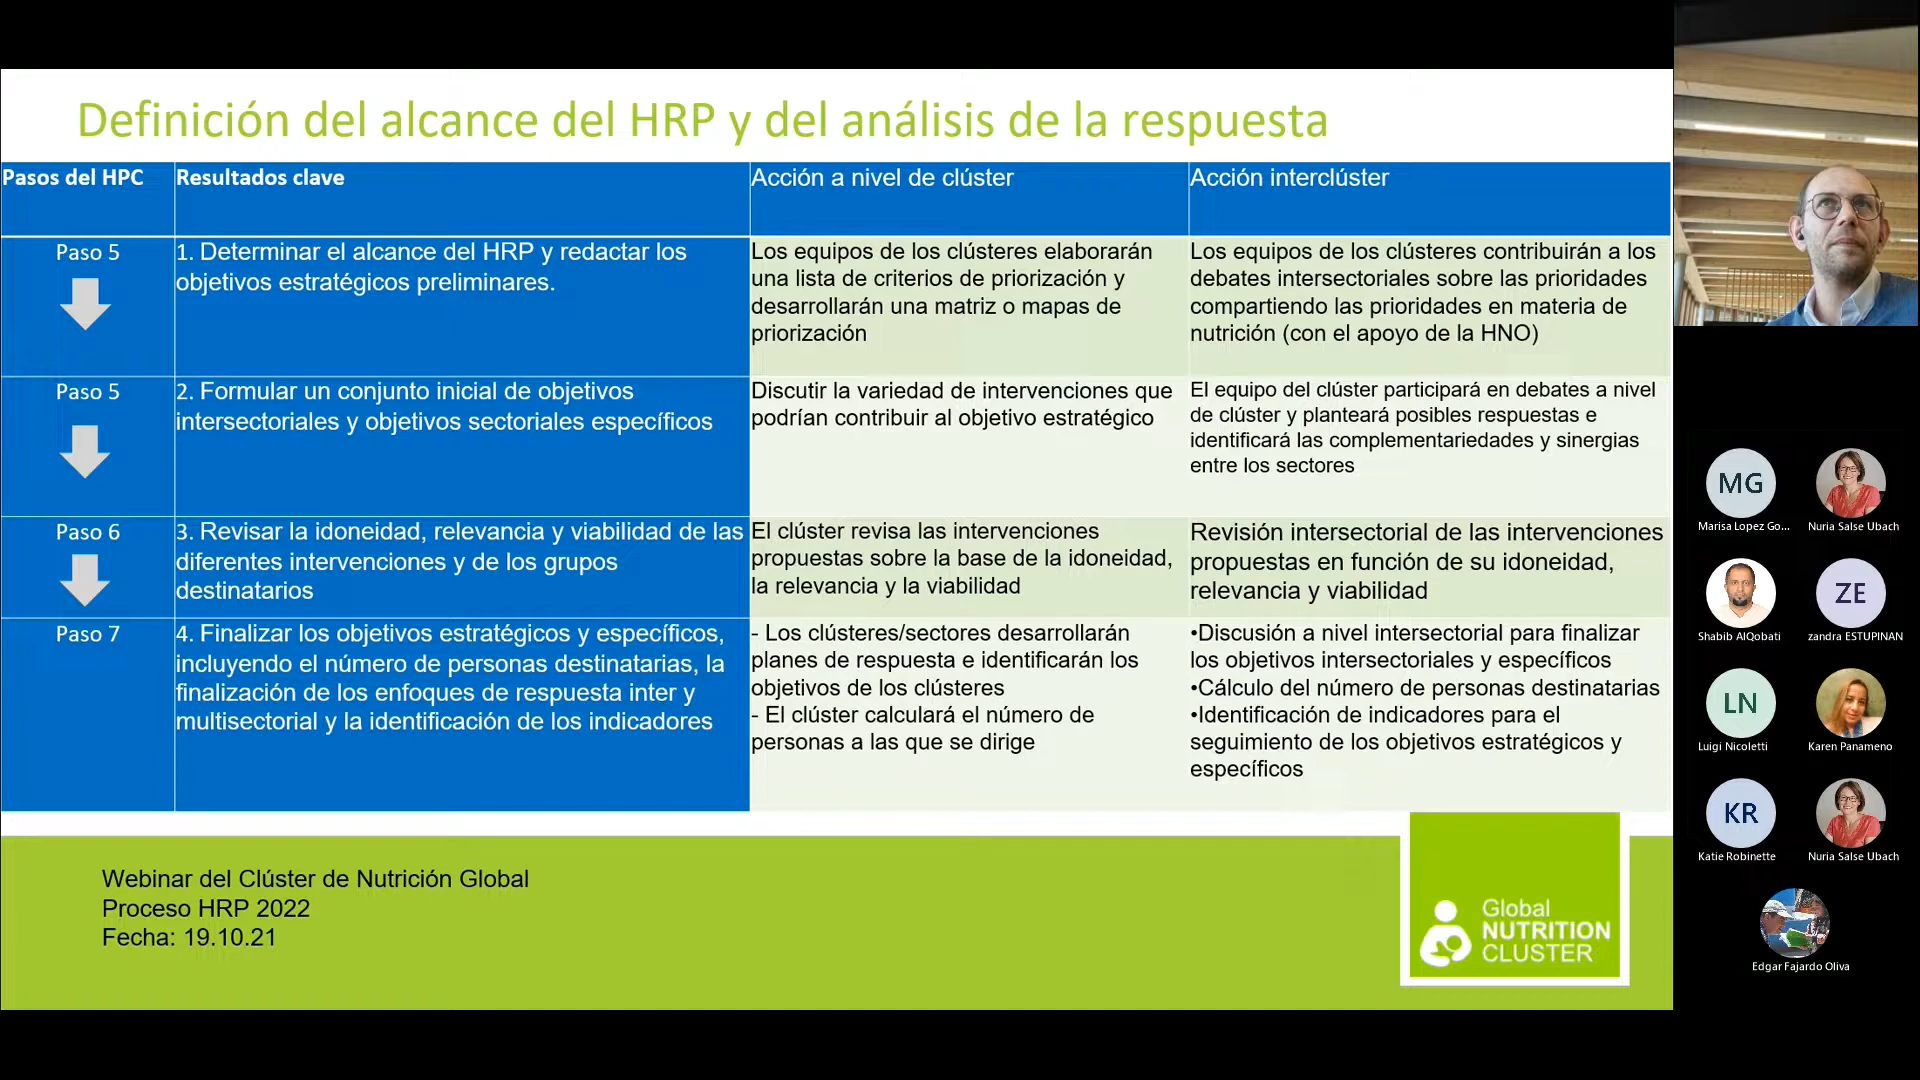 Definición del alcance del HRP y del análisis de la respuesta
Pasos del HPC
Resultados clave
Acción a nivel de clúster
Acción interclúster
Paso 5
1. Determinar el alcance del HRP y redactar los
objetivos estratégicos preliminares.
Los equipos de los clústeres elaborarán
una lista de criterios de priorización y
desarrollarán una matriz o mapas de
priorización
Los equipos de los clústeres contribuirán a los
debates intersectoriales sobre las prioridades
compartiendo las prioridades en materia de
nutrición (con el apoyo de la HNO)
Paso 5
2. Formular un conjunto inicial de objetivos
intersectoriales y objetivos sectoriales específicos
Discutir la variedad de intervenciones que
podrían contribuir al objetivo estratégico
El equipo del clúster participará en debates a nivel
de clúster y planteará posibles respuestas e
identificará las complementariedades y sinergias
entre los sectores
Paso 6
3. Revisar la idoneidad, relevancia y viabilidad de las
diferentes intervenciones y de los grupos
destinatarios
El clúster revisa las intervenciones
propuestas sobre la base de la idoneidad,
la relevancia y la viabilidad
Revisión intersectorial de las intervenciones
propuestas en función de su idoneidad,
relevancia y viabilidad
Paso 7
4. Finalizar los objetivos estratégicos y específicos,
incluyendo el número de personas destinatarias, la
finalización de los enfoques de respuesta inter y
multisectorial y la identificación de los indicadores
- Los clústeres/sectores desarrollarán
planes de respuesta e identificarán los
objetivos de los clústeres
- El clúster calculará el número de
personas a las que se dirige
•Discusión a nivel intersectorial para finalizar
los objetivos intersectoriales y específicos
•Cálculo del número de personas destinatarias
•Identificación de indicadores para el
seguimiento de los objetivos estratégicos y
específicos
Webinar del Clúster de Nutrición Global
Proceso HRP 2022
Fecha: 19.10.21
Global
NUTRITION
CLUSTER
MG
Marisa Lopez Go...
Nuria Salse Ubach
Shabib AlQobati
ZE
zandra ESTUPINAN
LN
Luigi Nicoletti
Karen Panameno
KR
Katie Robinette
Nuria Salse Ubach
Edgar Fajardo Oliva